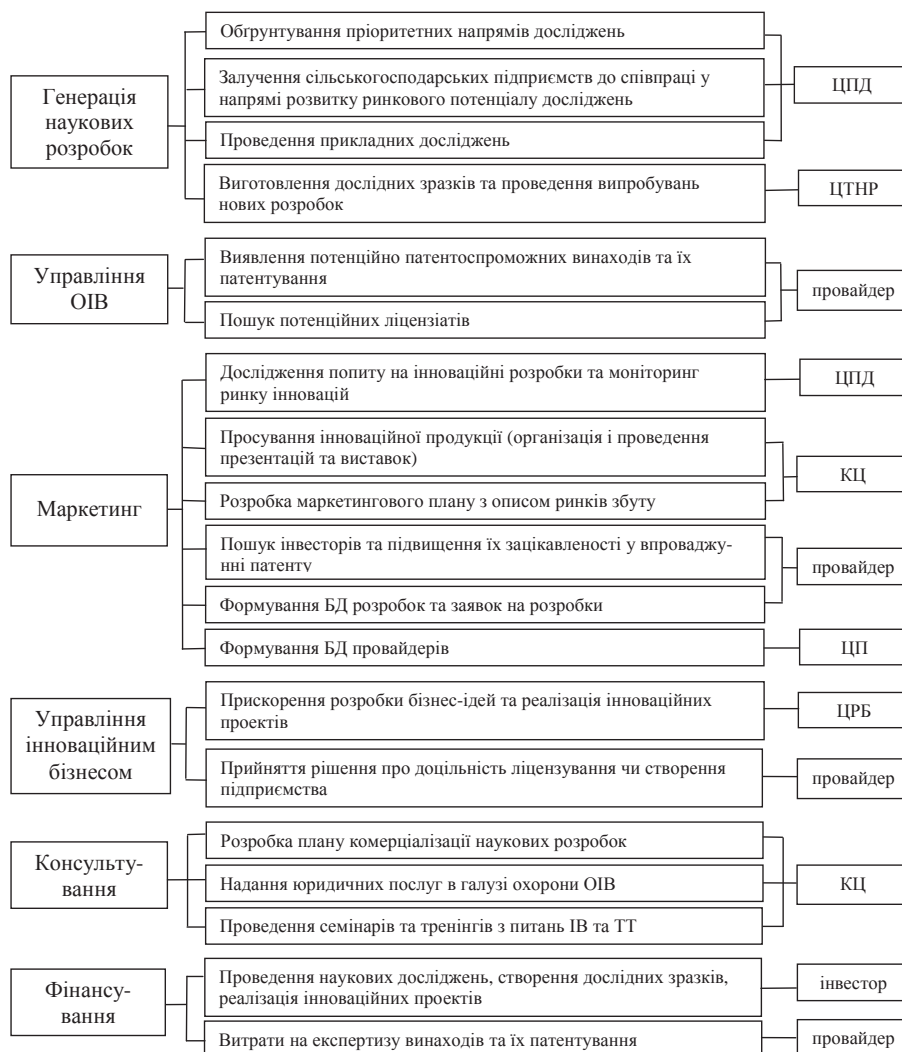 Генерація
наукових
розробок
Обґрунтування пріоритетних напрямів досліджень
Залучення сільськогосподарських підприємств до співпраці у
напрямі розвитку ринкового потенціалу досліджень
Проведення прикладних досліджень
ЦПД
Виготовлення дослідних зразків та проведення випробувань
нових розробок
ЦТНР
Управління
ОІВ
Виявлення потенційно патентоспроможних винаходів та їх
патентування
Пошук потенційних ліцензіатів
провайдер
Маркетинг
Дослідження попиту на інноваційні розробки та моніторинг
ринку інновацій
ЦПД
Просування інноваційної продукції (організація і проведення
презентацій та виставок)
Розробка маркетингового плану з описом ринків збуту
КЦ
Пошук інвесторів та підвищення їх зацікавленості у впроваджу-
нні патенту
Формування БД розробок та заявок на розробки
провайдер
Формування БД провайдерів
ЦП
Управління
інноваційним
бізнесом
Прискорення розробки бізнес-ідей та реалізація інноваційних
проектів
ЦРБ
Прийняття рішення про доцільність ліцензування чи створення
підприємства
провайдер
Консульту-
вання
Розробка плану комерціалізації наукових розробок
Надання юридичних послуг в галузі охорони ОІВ
Проведення семінарів та тренінгів з питань ІВ та ТТ
КЦ
Фінансу-
вання
Проведення наукових досліджень, створення дослідних зразків,
реалізація інноваційних проектів
інвестор
Витрати на експертизу винаходів та їх патентування
провайдер